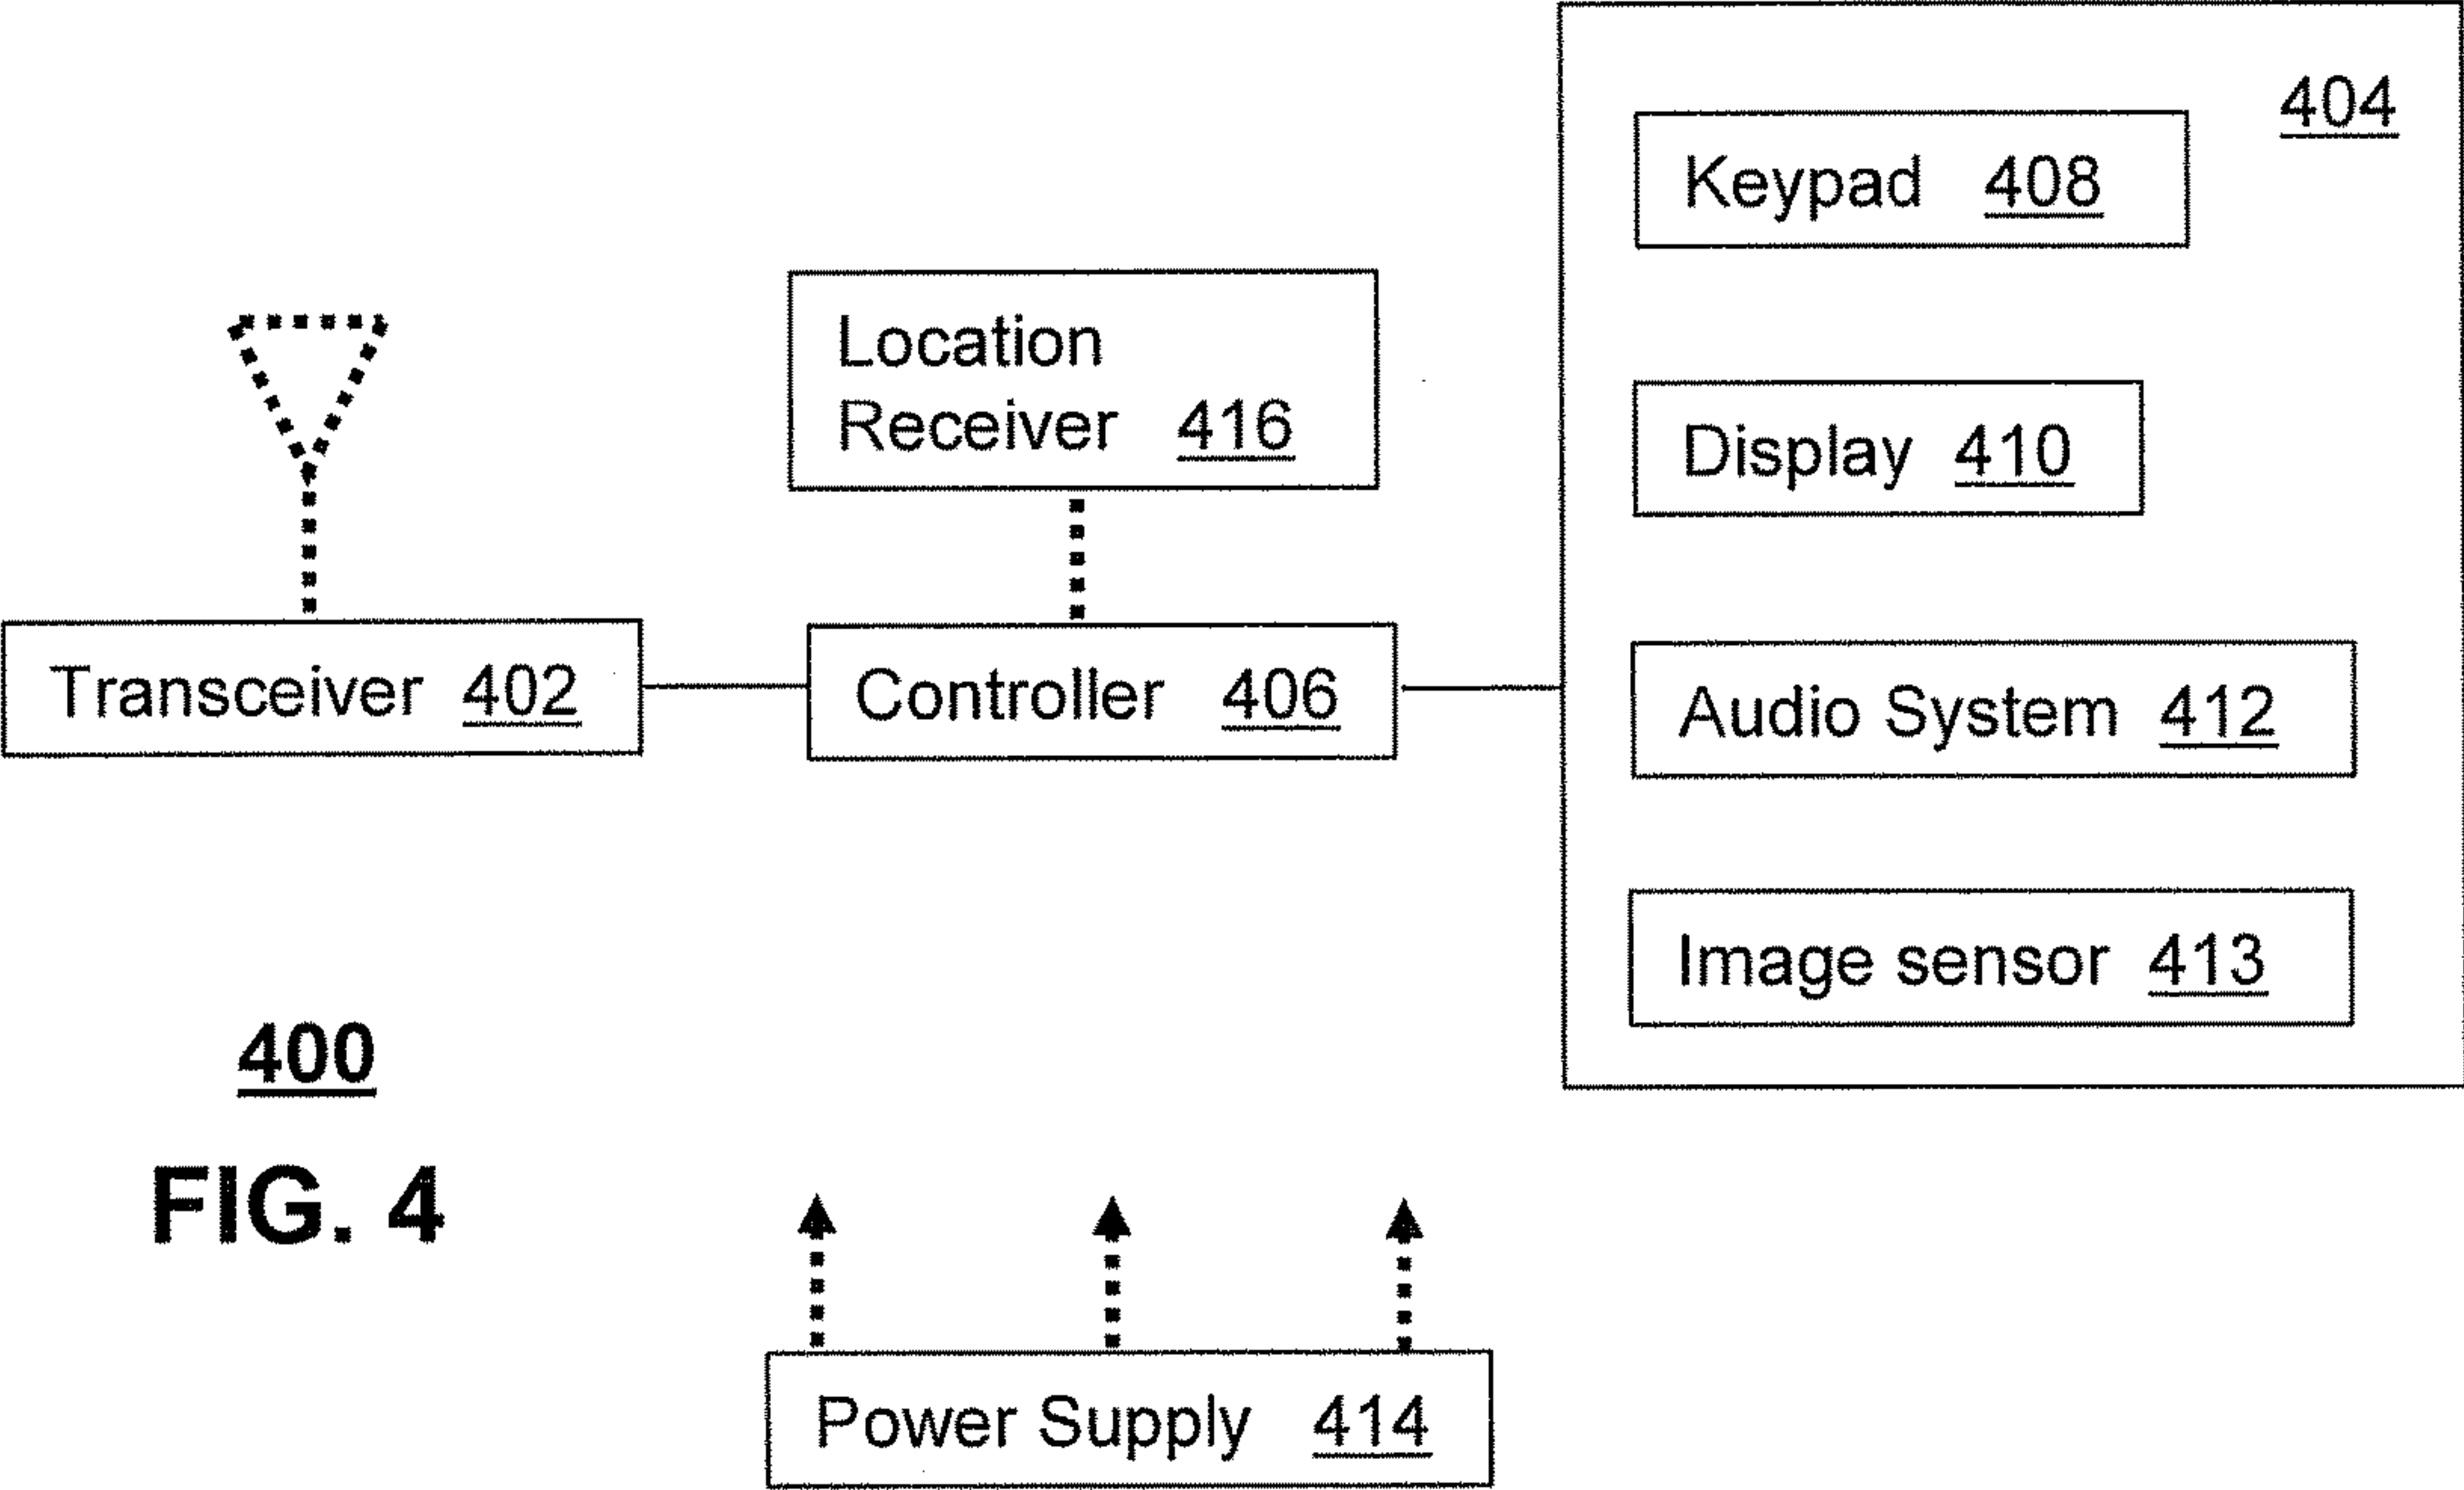 404
Keypad 408
Location
Receiver 416
Display 410
Transceiver 402
Controller 406
Audio System 412
Image sensor 413
400
FIG. 4
Power Supply 414